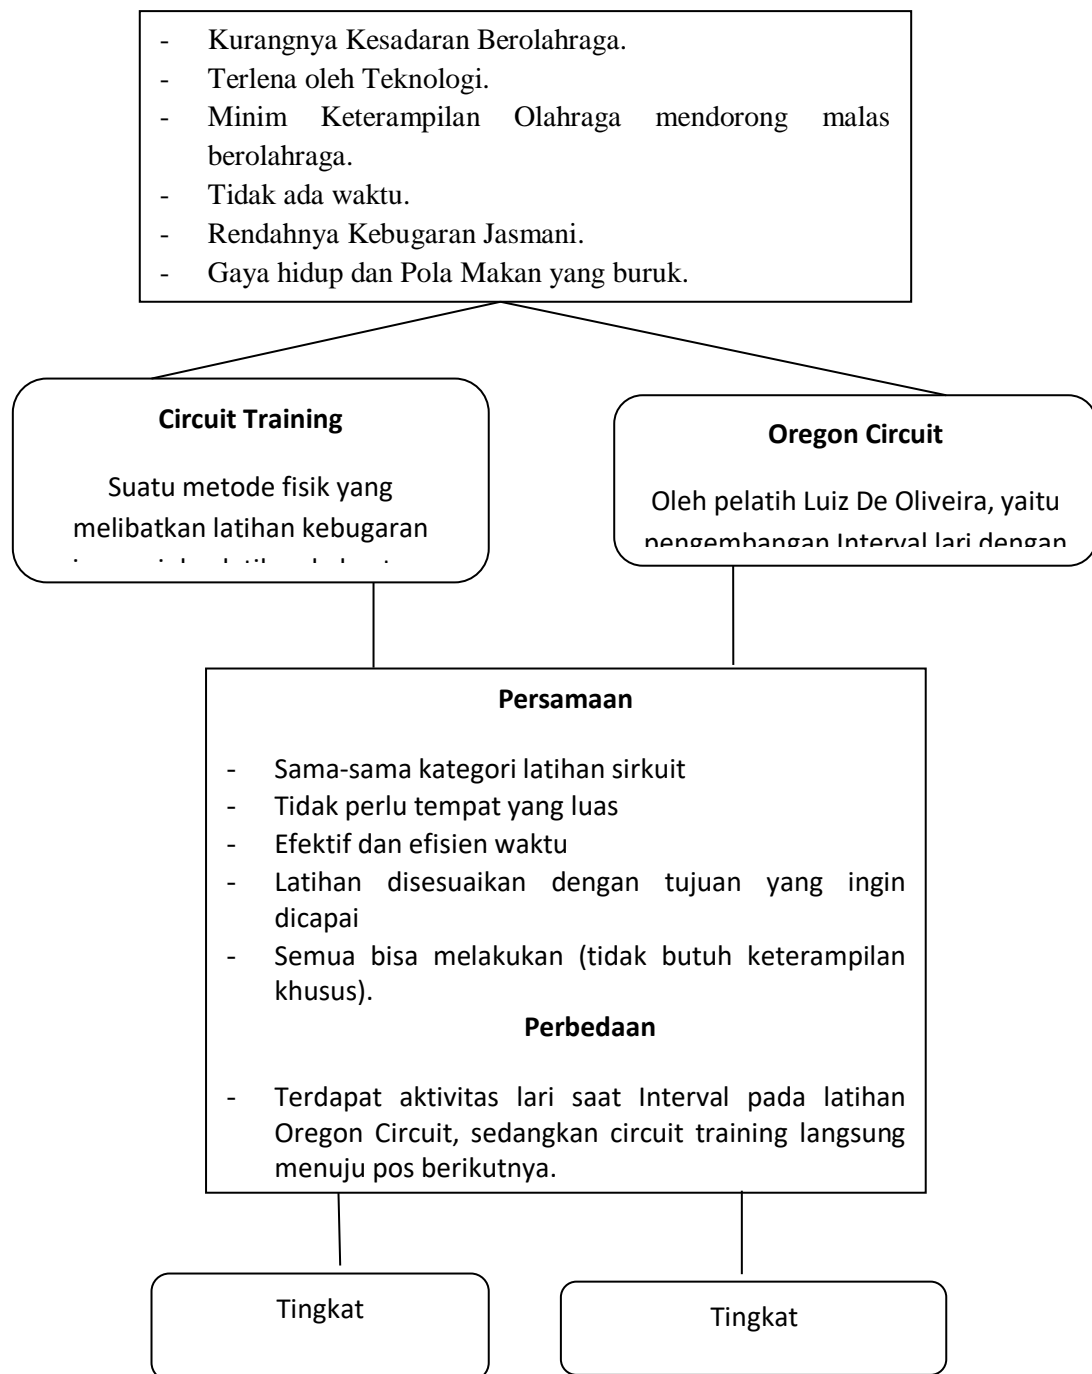 - Kurangnya Kesadaran Berolahraga.
- Terlena oleh Teknologi.
- Minim Keterampilan Olahraga mendorong malas
berolahraga.
- Tidak ada waktu.
- Rendahnya Kebugaran Jasmani.
- Gaya hidup dan Pola Makan yang buruk.
Circuit Training
Suatu metode fisik yang
melibatkan latihan kebugaran
Oregon Circuit
Oleh pelatih Luiz De Oliveira, yaitu
pengembangan Interval lari dengan
Persamaan
- Sama-sama kategori latihan sirkuit
- Tidak perlu tempat yang luas
- Efektif dan efisien waktu
- Latihan disesuaikan dengan tujuan yang ingin
dicapai
- Semua bisa melakukan (tidak butuh keterampilan
khusus).
Perbedaan
- Terdapat aktivitas lari saat Interval pada latihan
Oregon Circuit, sedangkan circuit training langsung
menuju pos berikutnya.
Tingkat
Tingkat